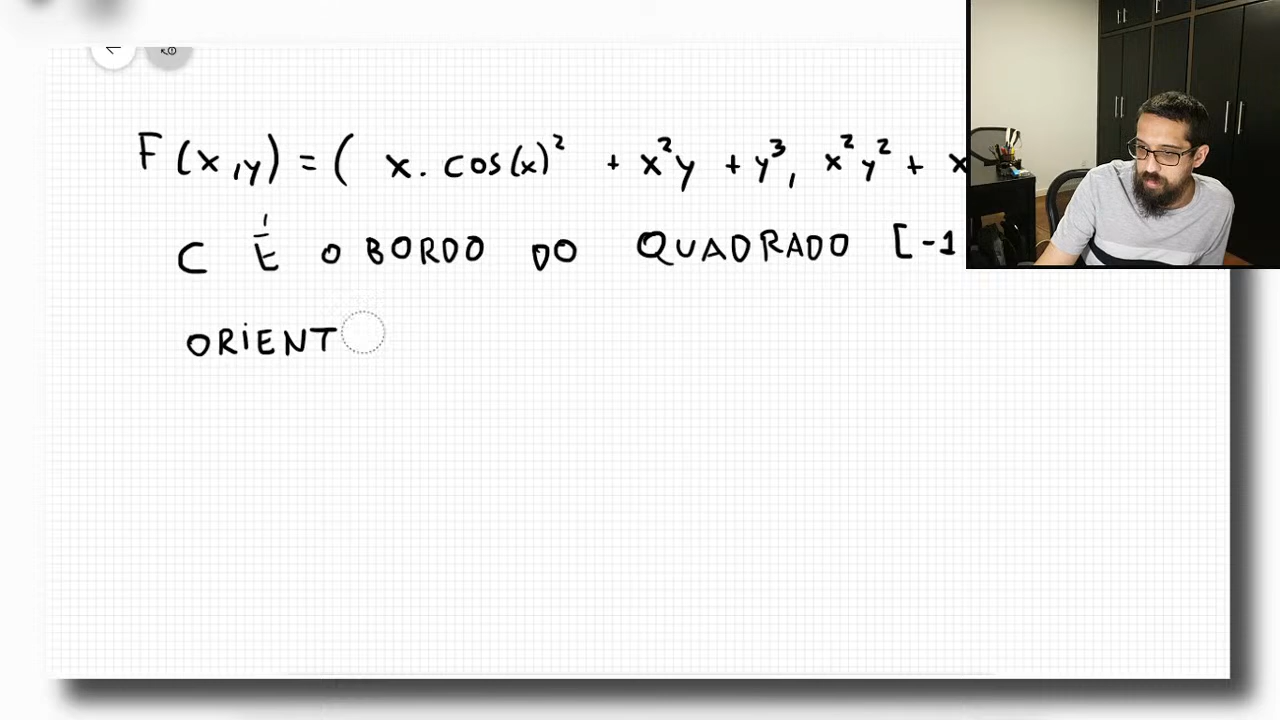 F(x,y) = ( x. cos(x)² + x²y + y³, x²y² + x
C É O BORDO DO QUADRADO [-1
ORIENT